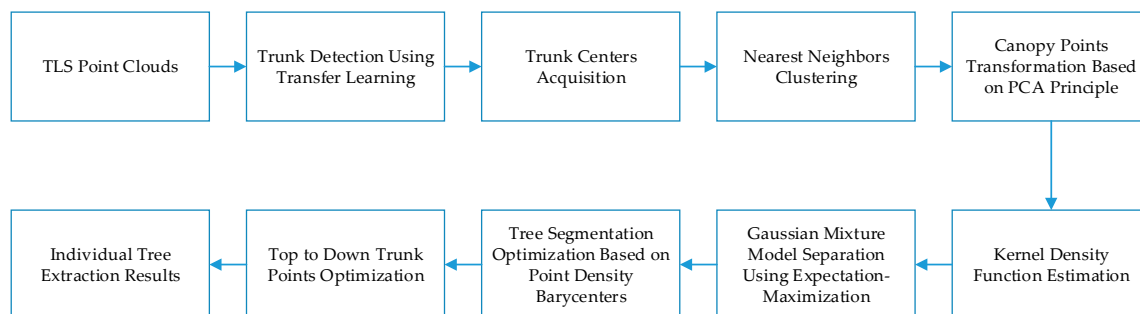 TLS Point Clouds
Trunk Detection Using
Transfer Learning
Trunk Centers
Acquisition
Nearest Neighbors
Clustering
Canopy Points
Transformation Based
on PCA Principle
Kernel Density
Function Estimation
Gaussian Mixture
Model Separation
Using Expectation-
Maximization
Tree Segmentation
Optimization Based on
Point Density
Barycenters
Top to Down Trunk
Points Optimization
Individual Tree
Extraction Results